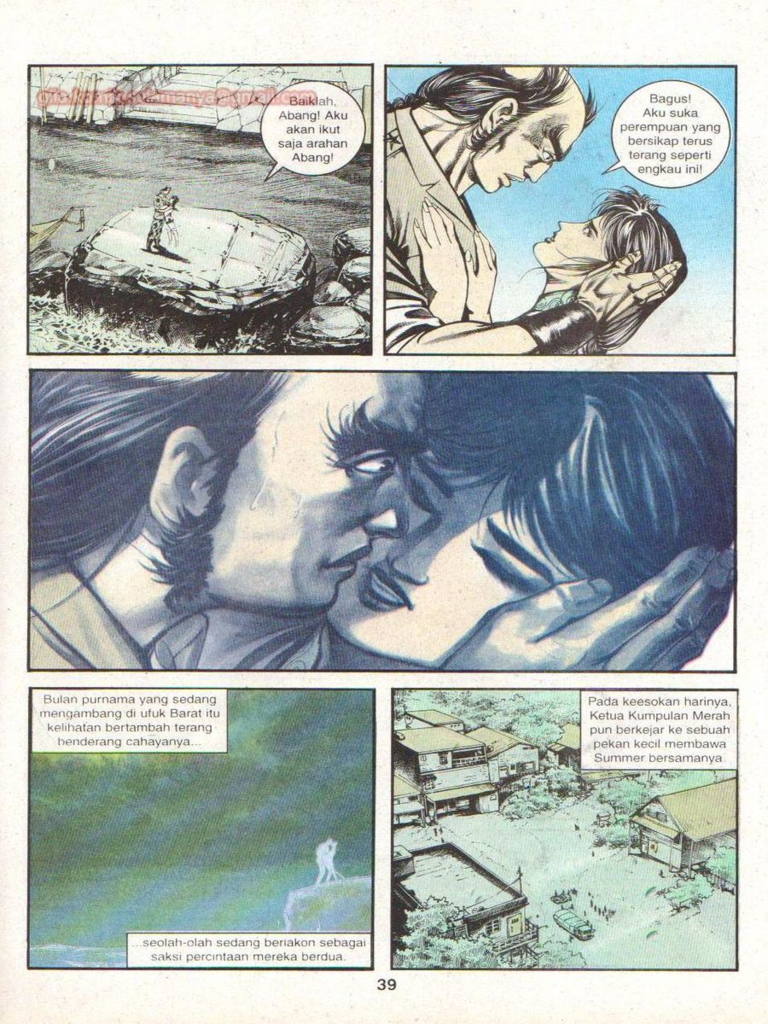 Baiklah,
Abang! Aku
akan ikut
saja arahan
Abang!
Bagus!
Aku suka
perempuan yang
bersikap terus
terang seperti
engkau ini!
Bulan purnama yang sedang
mengambang di ufuk Barat itu
kelihatan bertambah terang
benderang cahayanya...
...seolah-olah sedang beriakon sebagai
saksi percintaan mereka berdua.
Pada keesokan harinya,
Ketua Kumpulan Merah
pun berkejar ke sebuah
pekan kecil membawa
Summer bersamanya.
39